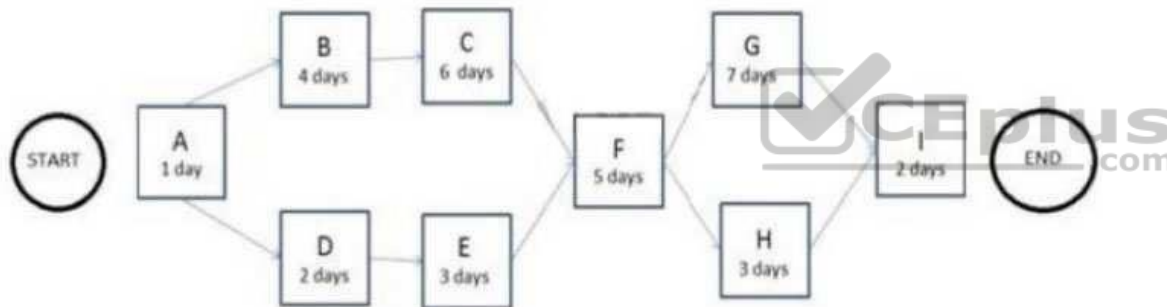 START
A
1 day
B
4 days
C
6 days
D
2 days
E
3 days
F
5 days
G
7 days
H
3 days
I
2 days
END
CEplus
.com